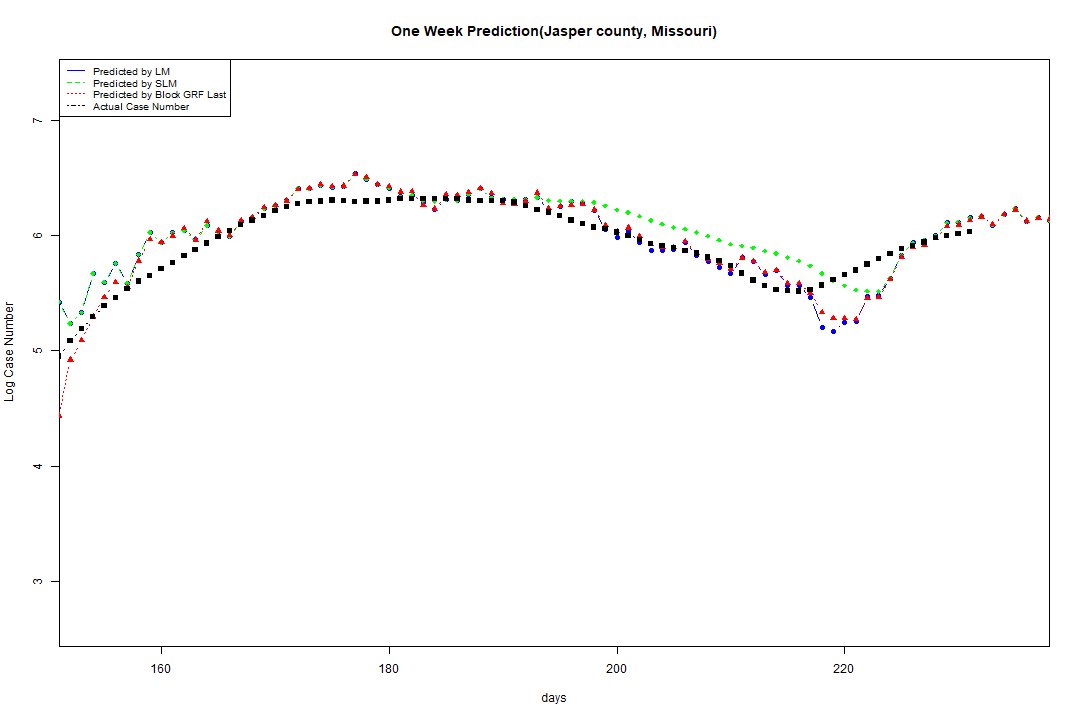 One Week Prediction(Jasper county, Missouri)
Predicted by LM
Predicted by SLM
Predicted by Block GRF Last
Actual Case Number
7
6
5
4
3
Log Case Number
160 180 200 220
days